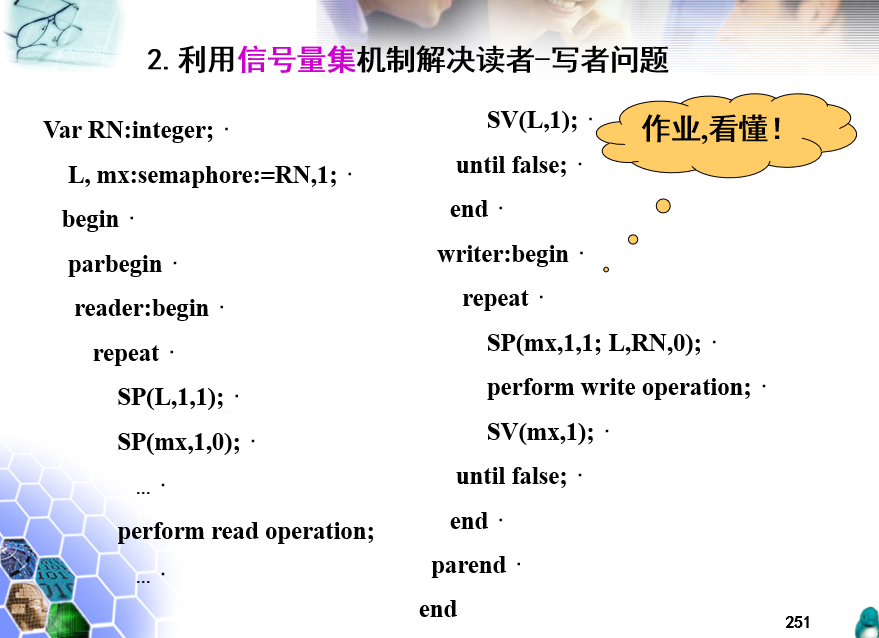 2.利用信号量集机制解决读者-写者问题
Var RN:integer;
L, mx:semaphore:=RN,1;
begin
parbegin
reader:begin
repeat
SP(L,1,1);
SP(mx,1,0);
...
perform read operation;
...
SV(L,1);
until false;
end
writer:begin
repeat
SP(mx,1,1; L,RN,0);
perform write operation;
SV(mx,1);
until false;
end
parend
end
作业,看懂!
251